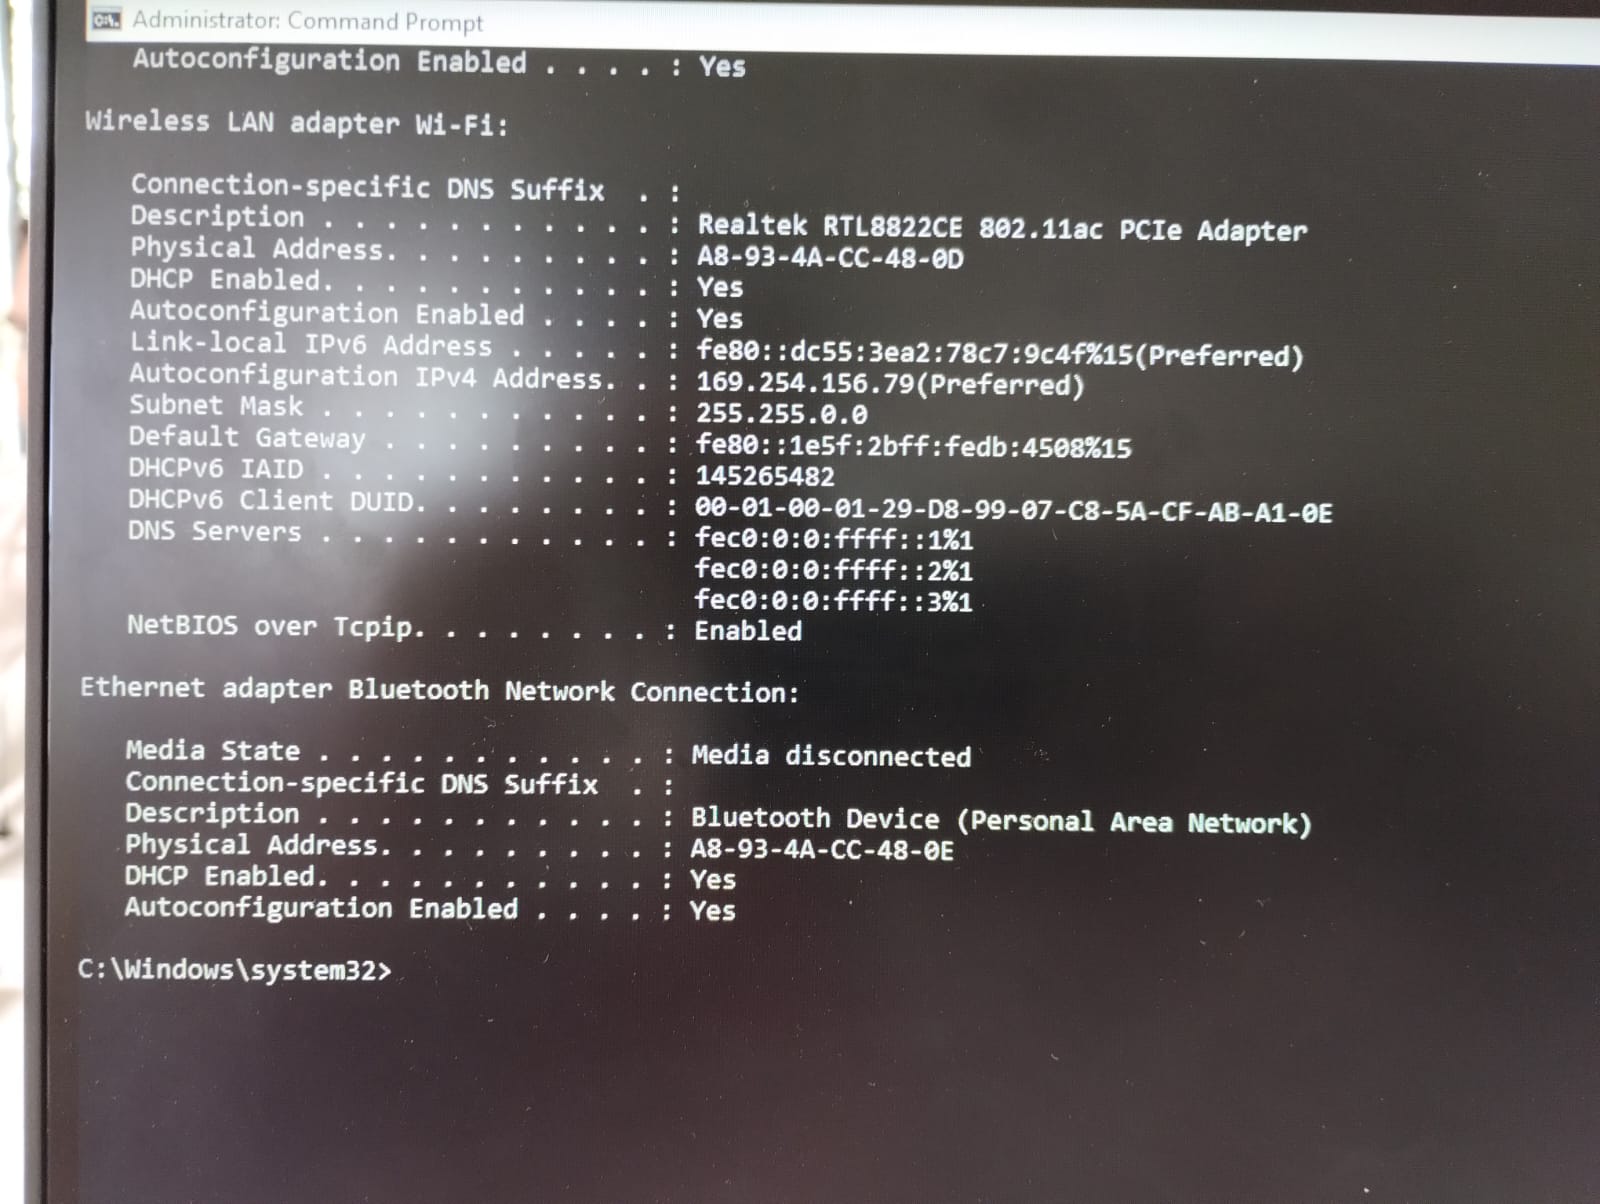 Administrator: Command Prompt
Autoconfiguration Enabled . . . . : Yes
Wireless LAN adapter Wi-Fi:
Connection-specific DNS Suffix . :
Description . . . . . . . . . . . : Realtek RTL8822CE 802.11ac PCIe Adapter
Physical Address. . . . . . . . . : A8-93-4A-CC-48-0D
DHCP Enabled. . . . . . . . . . . : Yes
Autoconfiguration Enabled . . . . : Yes
Link-local IPv6 Address . . . . . : fe80::dc55:3ea2:78c7:9c4f%15(Preferred)
Autoconfiguration IPv4 Address. . : 169.254.156.79(Preferred)
Subnet Mask . . . . . . . . . . . : 255.255.0.0
Default Gateway . . . . . . . . . : fe80::1e5f:2bff:fedb:4508%15
DHCPv6 IAID . . . . . . . . . . . : 145265482
DHCPv6 Client DUID. . . . . . . . : 00-01-00-01-29-D8-99-07-C8-5A-CF-AB-A1-0E
DNS Servers . . . . . . . . . . . : fec0:0:0:ffff::1%1
fec0:0:0:ffff::2%1
fec0:0:0:ffff::3%1
NetBIOS over Tcpip. . . . . . . . : Enabled
Ethernet adapter Bluetooth Network Connection:
Media State . . . . . . . . . . . : Media disconnected
Connection-specific DNS Suffix . :
Description . . . . . . . . . . . : Bluetooth Device (Personal Area Network)
Physical Address. . . . . . . . . : A8-93-4A-CC-48-0E
DHCP Enabled. . . . . . . . . . . : Yes
Autoconfiguration Enabled . . . . : Yes
C:\Windows\system32>